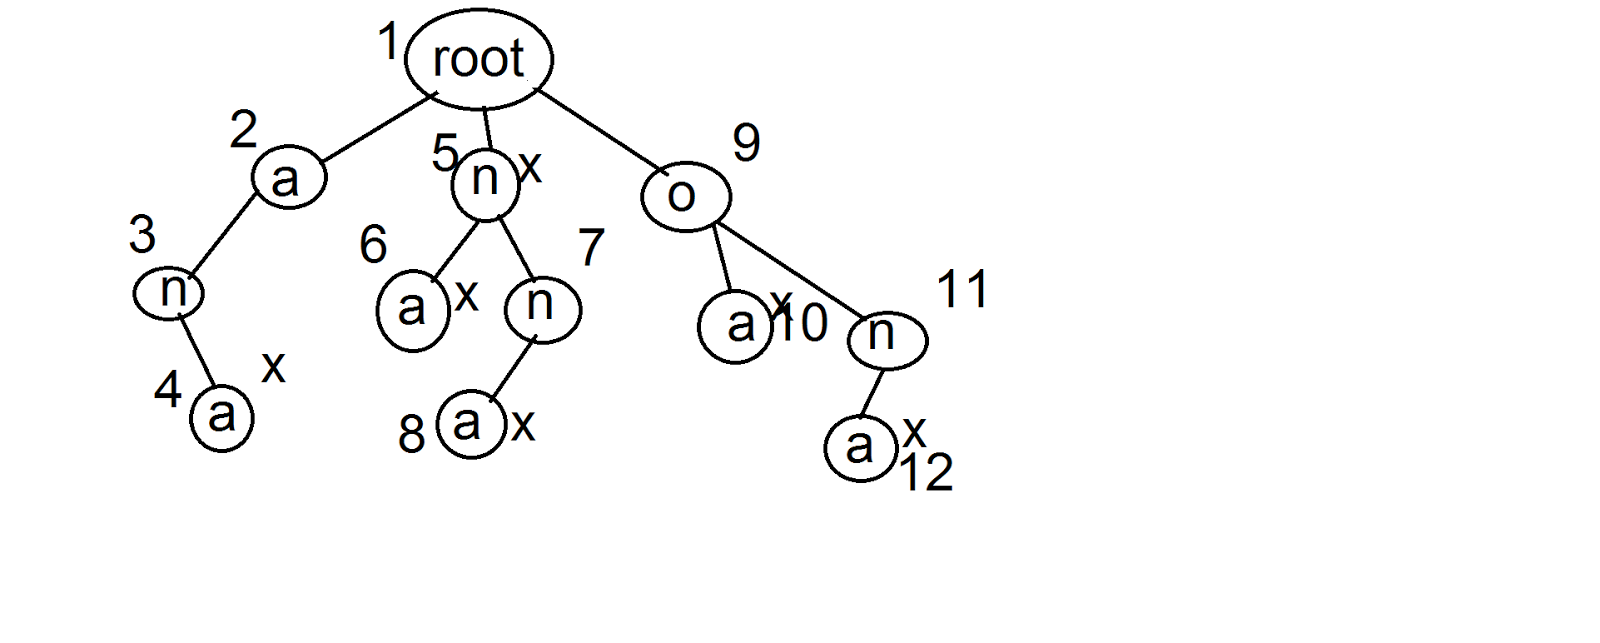 1 root
2 a
5 n x
9 o
3 n
6 a x
7 n
a x 10
11 n
4 a x
8 a x
a x 12